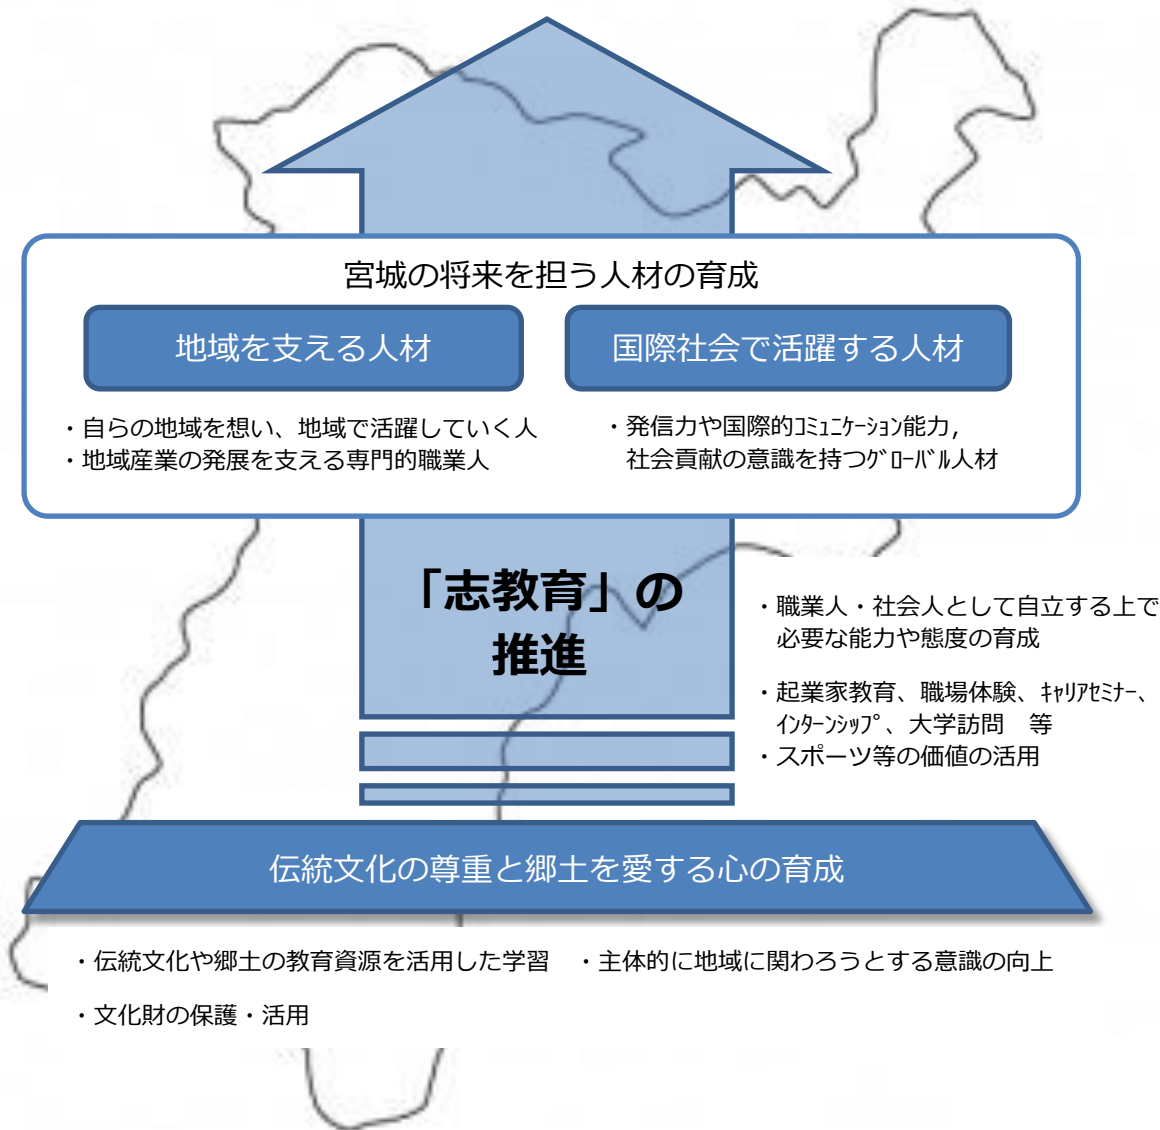 宮城の将来を担う人材の育成
地域を支える人材
国際社会で活躍する人材
・自らの地域を想い、地域で活躍していく人
・地域産業の発展を支える専門的職業人
・発信力や国際的ｺﾐｭﾆｹｰｼｮﾝ能力,
社会貢献の意識を持つｸﾞﾛｰﾊﾞﾙ人材
「志教育」の
推進
・職業人・社会人として自立する上で
必要な能力や態度の育成
・起業家教育、職場体験、ｷｬﾘｱｾﾐﾅｰ、
ｲﾝﾀｰﾝｼｯﾌﾟ、大学訪問　等
・スポーツ等の価値の活用
伝統文化の尊重と郷土を愛する心の育成
・伝統文化や郷土の教育資源を活用した学習　・主体的に地域に関わろうとする意識の向上
・文化財の保護・活用